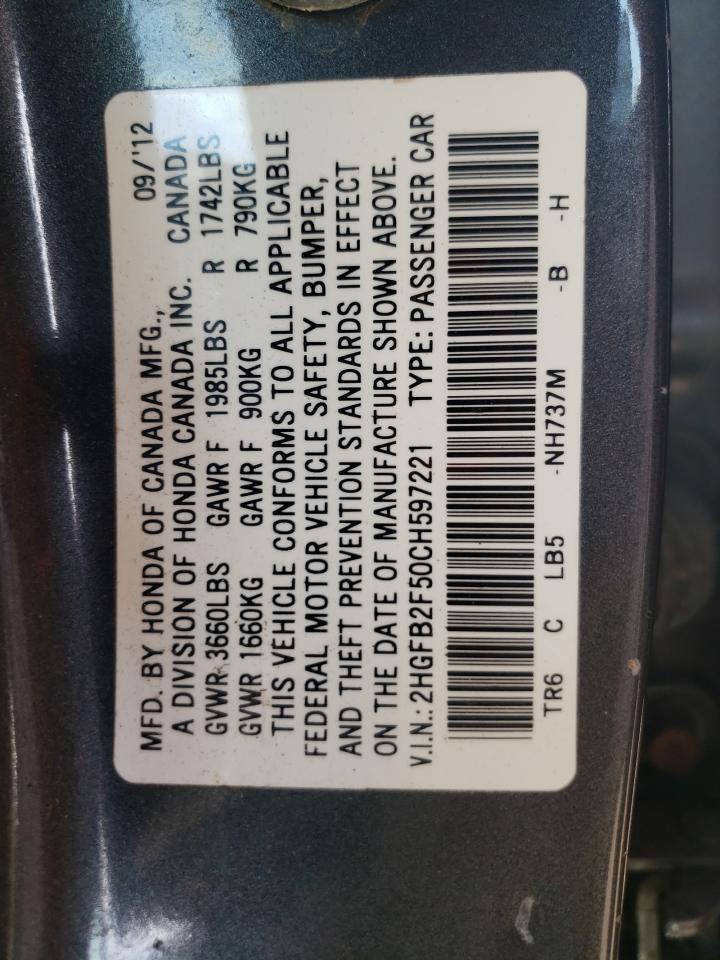 MFD. BY HONDA OF CANADA MFG., 09/'12
A DIVISION OF HONDA CANADA INC. CANADA
GVWR 3660LBS GAWR F 1985LBS R 1742LBS
GVWR 1660KG GAWR F 900KG R 790KG
THIS VEHICLE CONFORMS TO ALL APPLICABLE
FEDERAL MOTOR VEHICLE SAFETY, BUMPER,
AND THEFT PREVENTION STANDARDS IN EFFECT
ON THE DATE OF MANUFACTURE SHOWN ABOVE.
V.I.N.: 2HGFB2F50CH597221 TYPE: PASSENGER CAR
TR6 C LB5 -NH737M -B -H